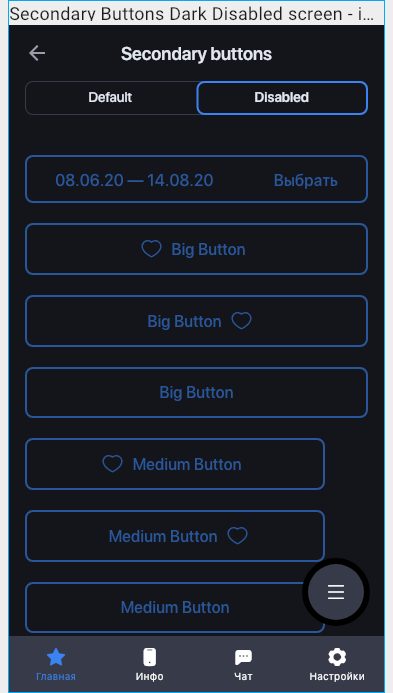 Secondary Buttons Dark Disabled screen - i...
Secondary buttons
Default
Disabled
08.06.20 — 14.08.20
Выбрать
Big Button
Big Button
Big Button
Medium Button
Medium Button
Medium Button
Главная
Инфо
Чат
Настройки